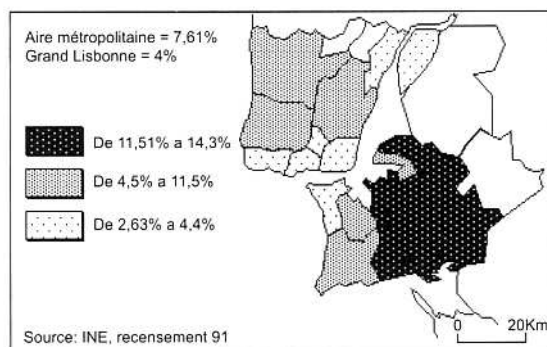 Aire métropolitaine = 7,61%
Grand Lisbonne = 4%
De 11,51% a 14,3%
De 4,5% a 11,5%
De 2,63% a 4,4%
Source: INE, recensement 91
0 20Km